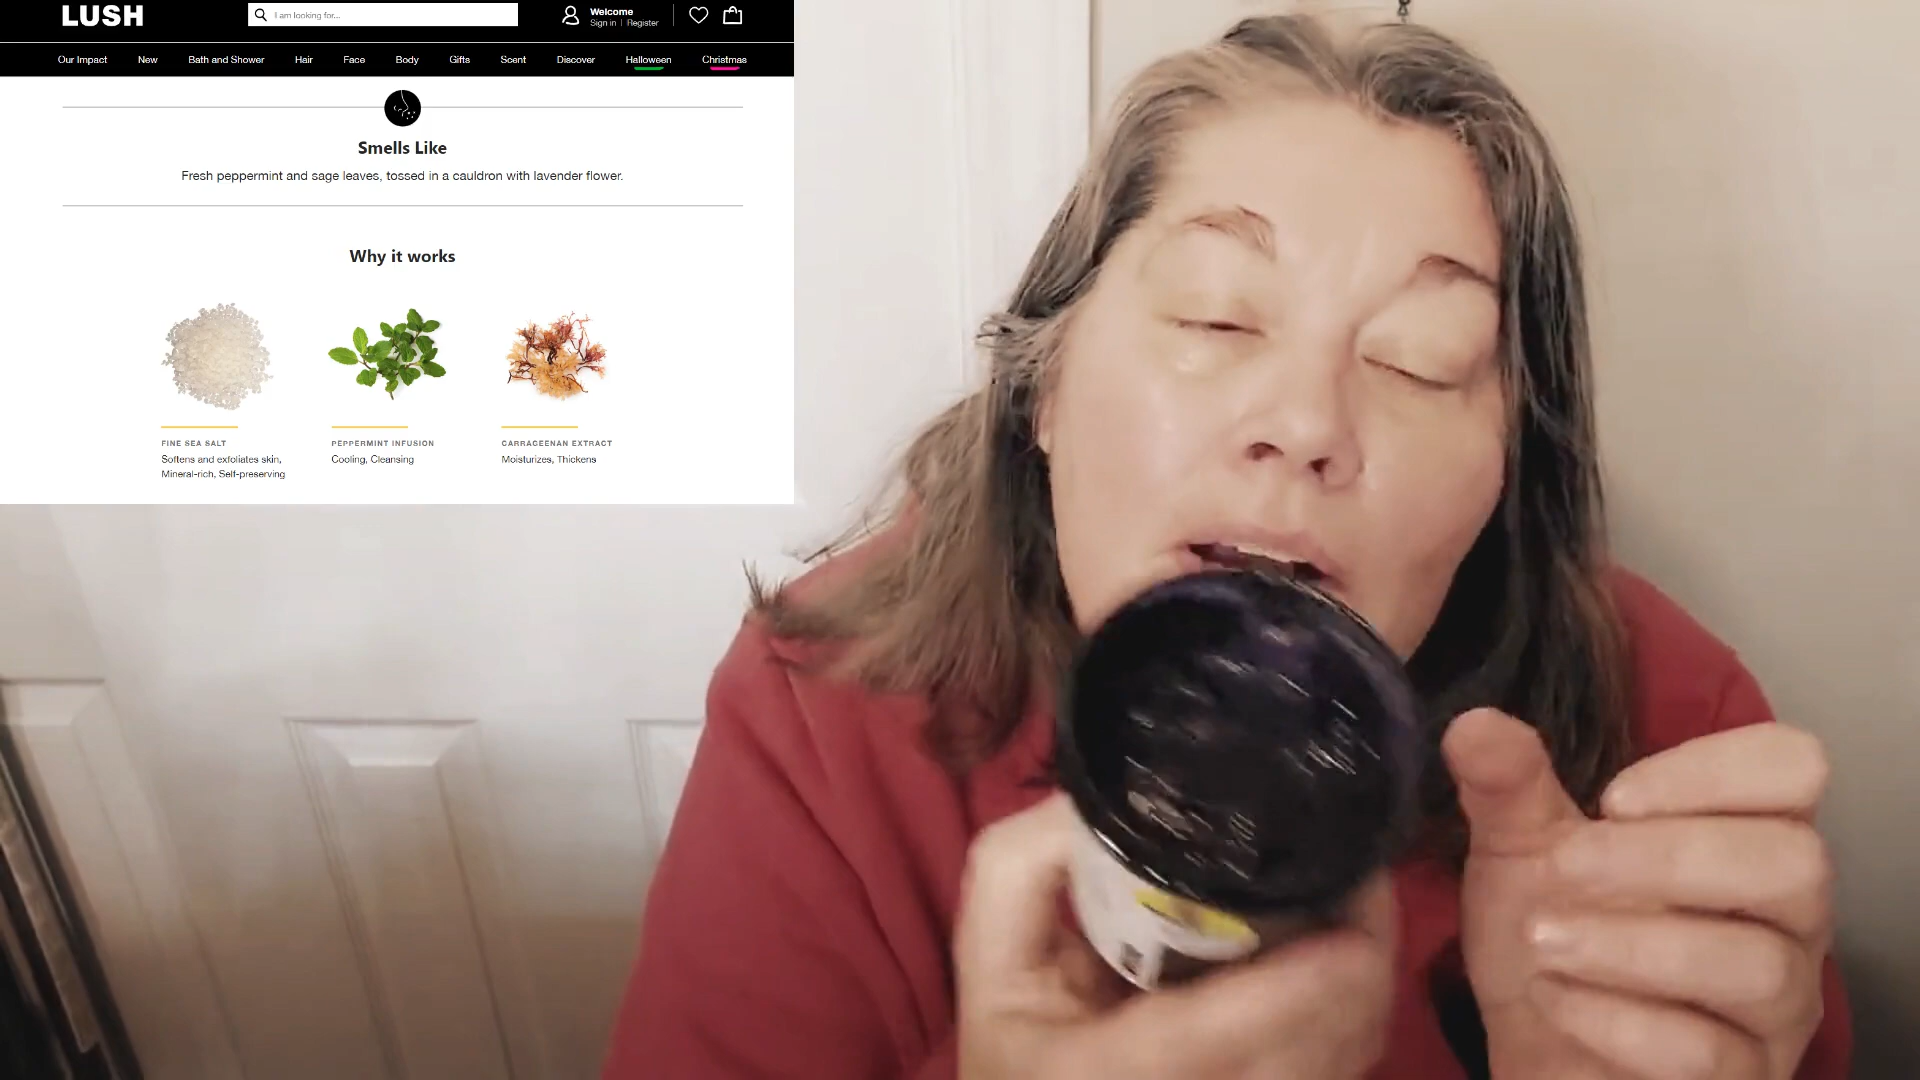 LUSH
I am looking for...
Welcome
Sign in | Register
Our Impact New Bath and Shower Hair Face Body Gifts Scent Discover Halloween Christmas
Smells Like
Fresh peppermint and sage leaves, tossed in a cauldron with lavender flower.
Why it works
FINE SEA SALT
Softens and exfoliates skin,
Mineral-rich, Self-preserving
PEPPERMINT INFUSION
Cooling, Cleansing
CARRAGEENAN EXTRACT
Moisturizes, Thickens